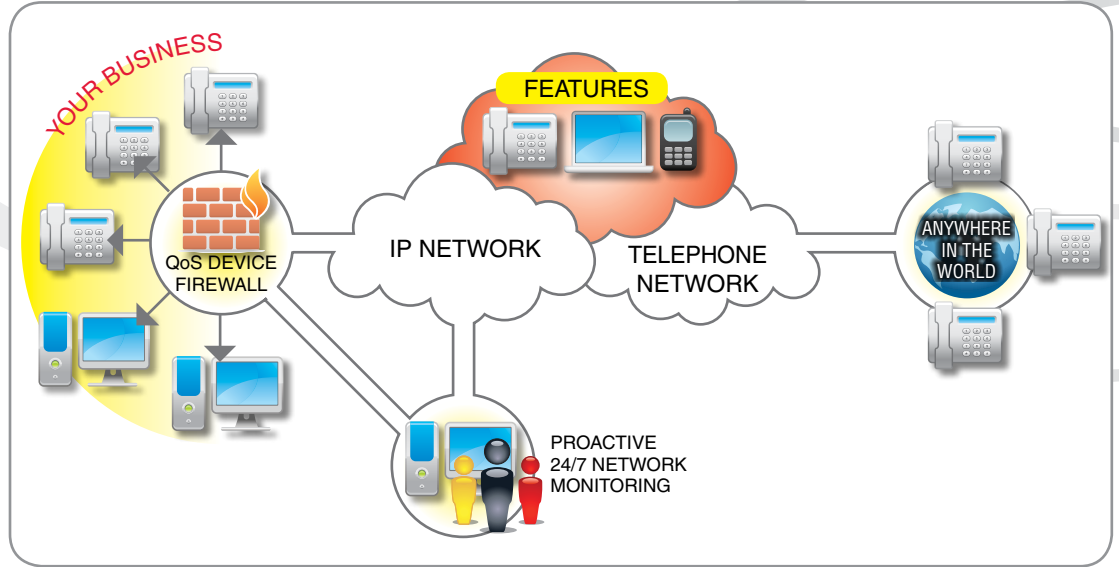 YOUR BUSINESS
FEATURES
IP NETWORK
TELEPHONE
NETWORK
ANYWHERE
IN THE
WORLD
QoS DEVICE
FIREWALL
PROACTIVE
24/7 NETWORK
MONITORING